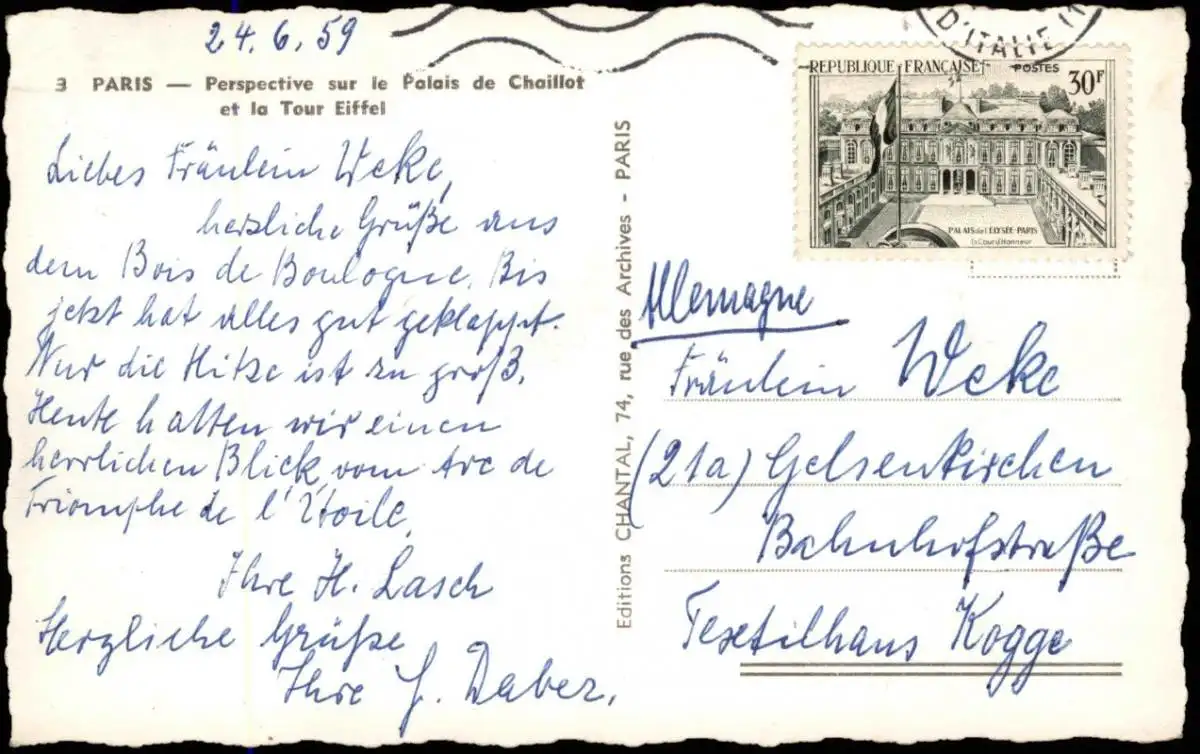 24.6.59
3 PARIS — Perspective sur le Palais de Chaillot
et la Tour Eiffel
Liebes Fräulein Weke,
herzliche Grüße aus
dem Bois de Boulogne. Bis
jetzt hat alles gut geklappt.
Nur die Hitze ist zu groß.
Heute hatten wir einen
herrlichen Blick vom Arc de
Triomphe de l'Etoile.
Ihre H. Lasch
Herzliche Grüße
Ihre G. Daber.
Editions CHANTAL, 74, rue des Archives - PARIS
D'ITALIE (1
REPUBLIQUE FRANÇAISE
POSTES
30F
PALAIS de l'ELYSÉE-PARIS
la Cour d'Honneur
Allemagne
Fräulein Weke
(21a) Gelsenkirchen
Bahnhofstraße
Textilhaus Kogge